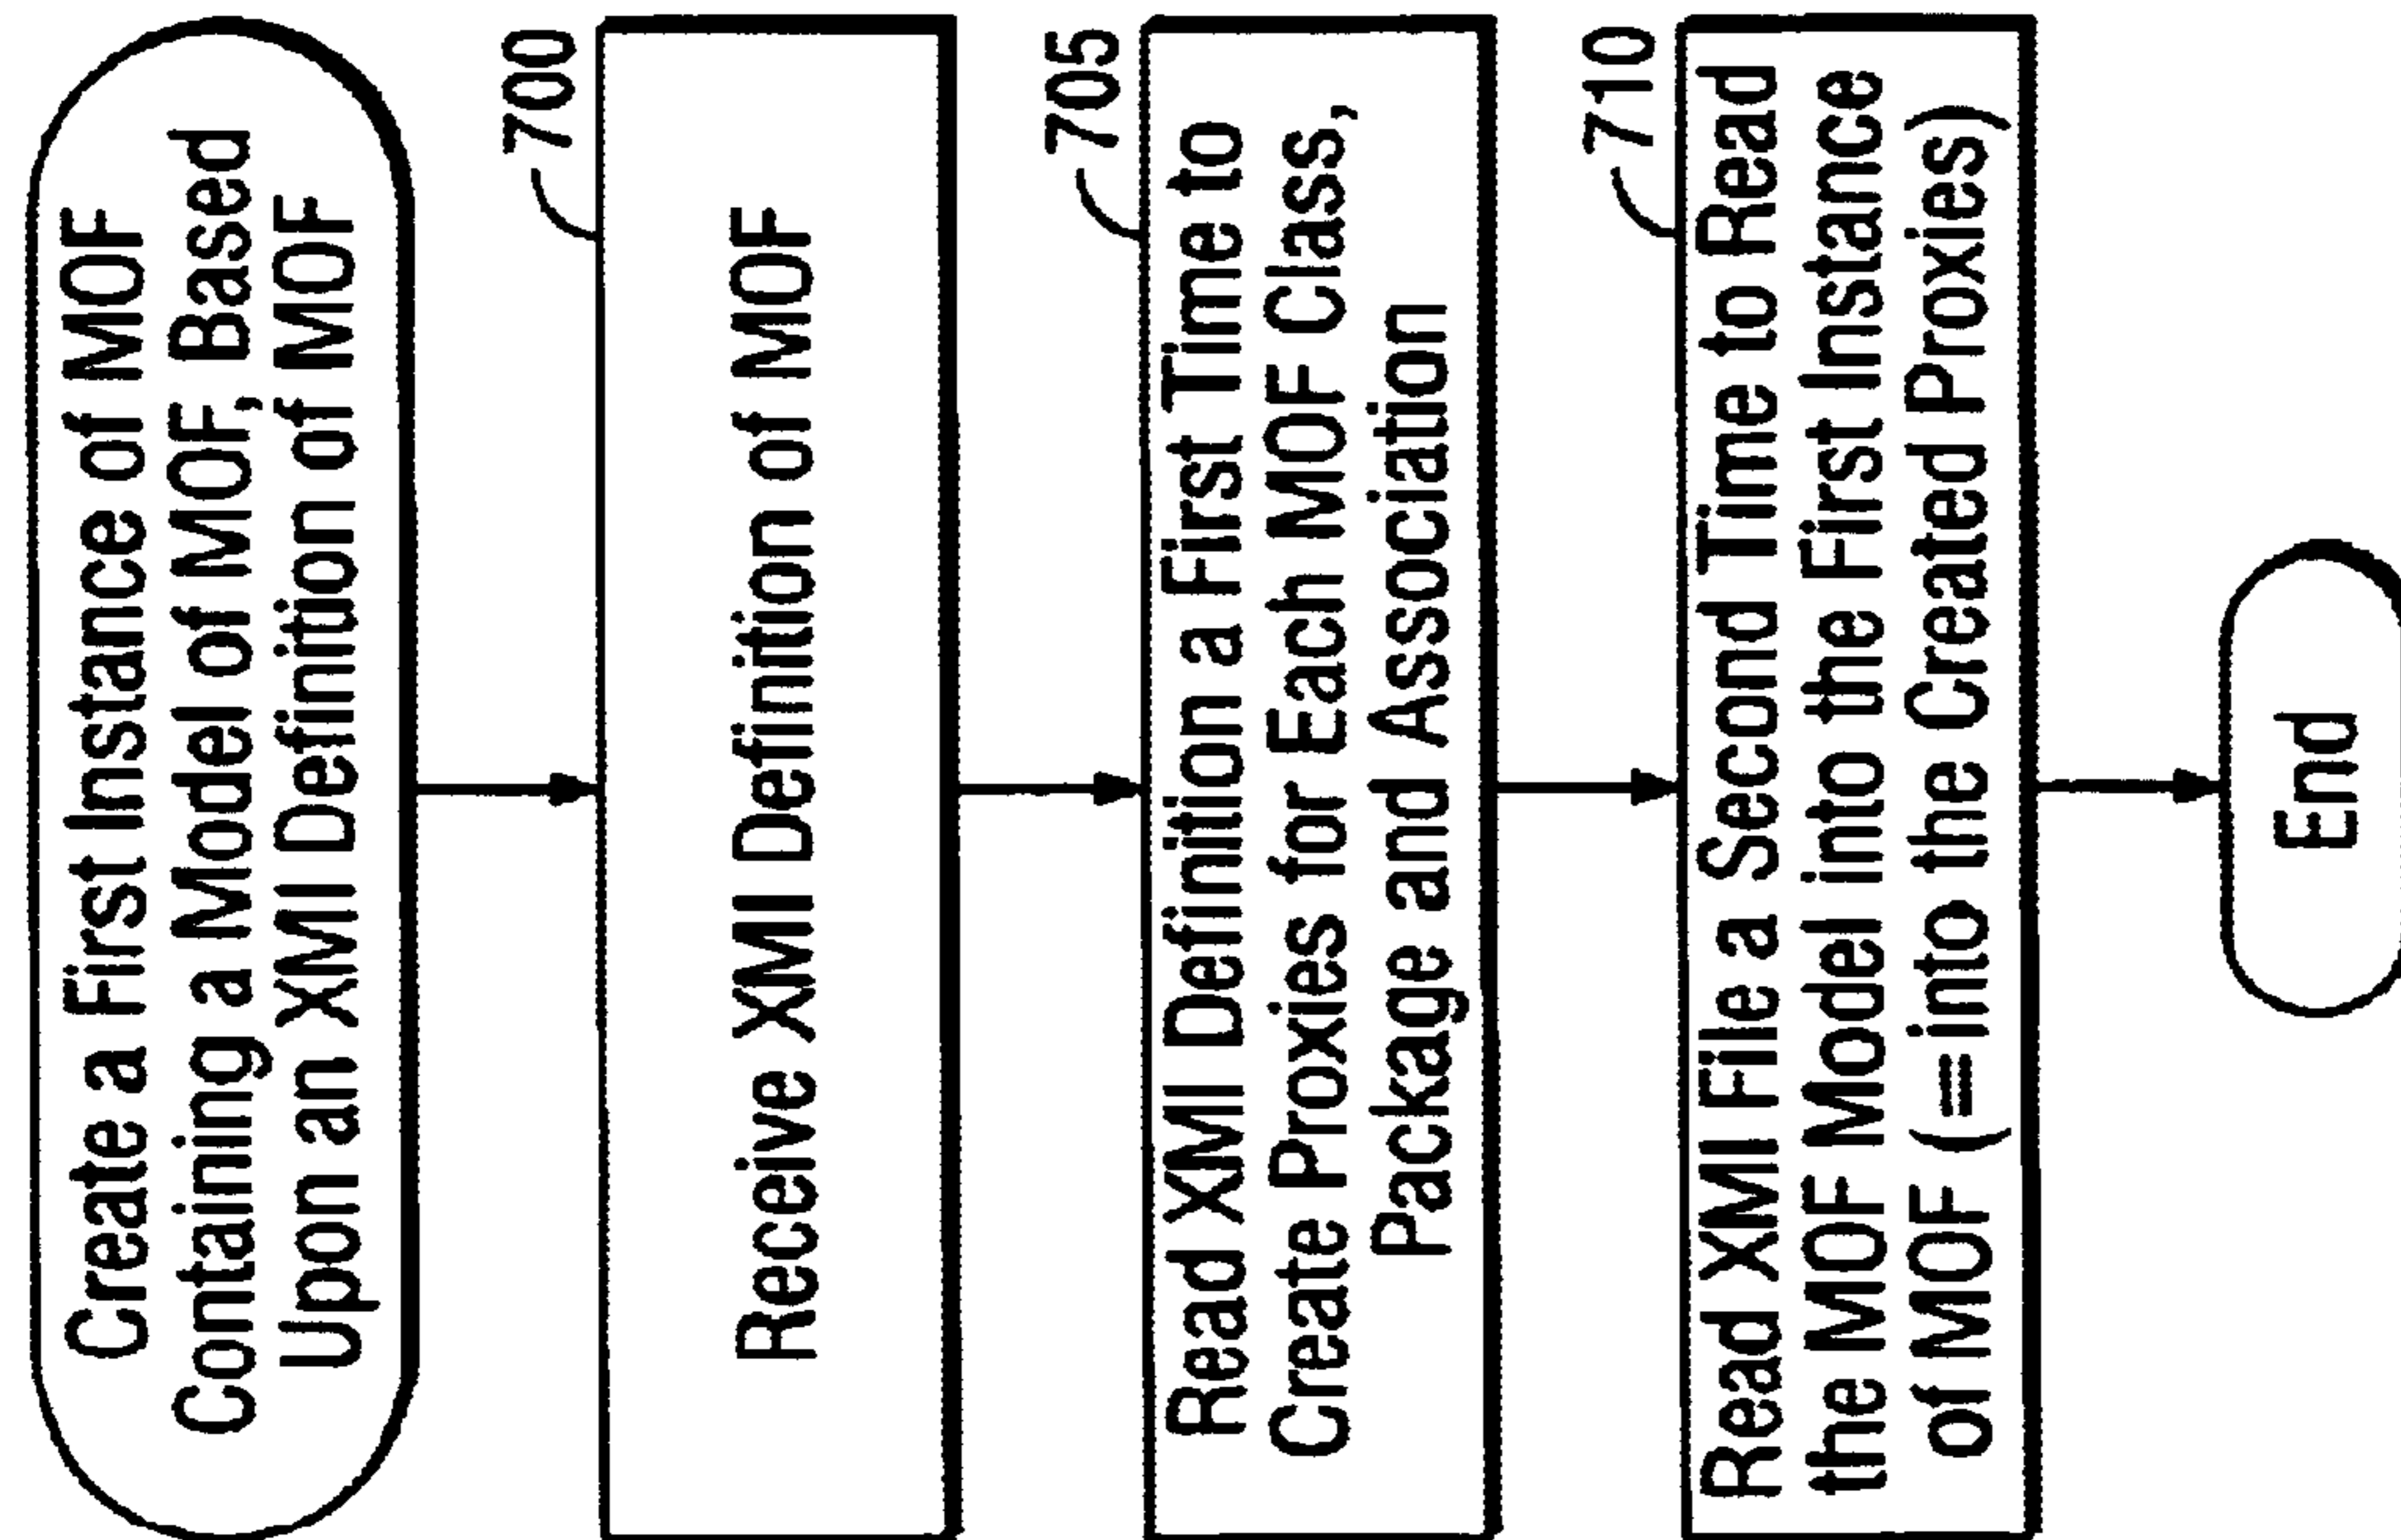 Create a First Instance of MOF
Containing a Model of MOF, Based
Upon an XMI Definition of MOF
700
Receive XMI Definition of MOF
705
Read XMI Definition a First Time to
Create Proxies for Each MOF Class,
Package and Association
710
Read XMI File a Second Time to Read
the MOF Model into the First Instance
of MOF (=into the Created Proxies)
End